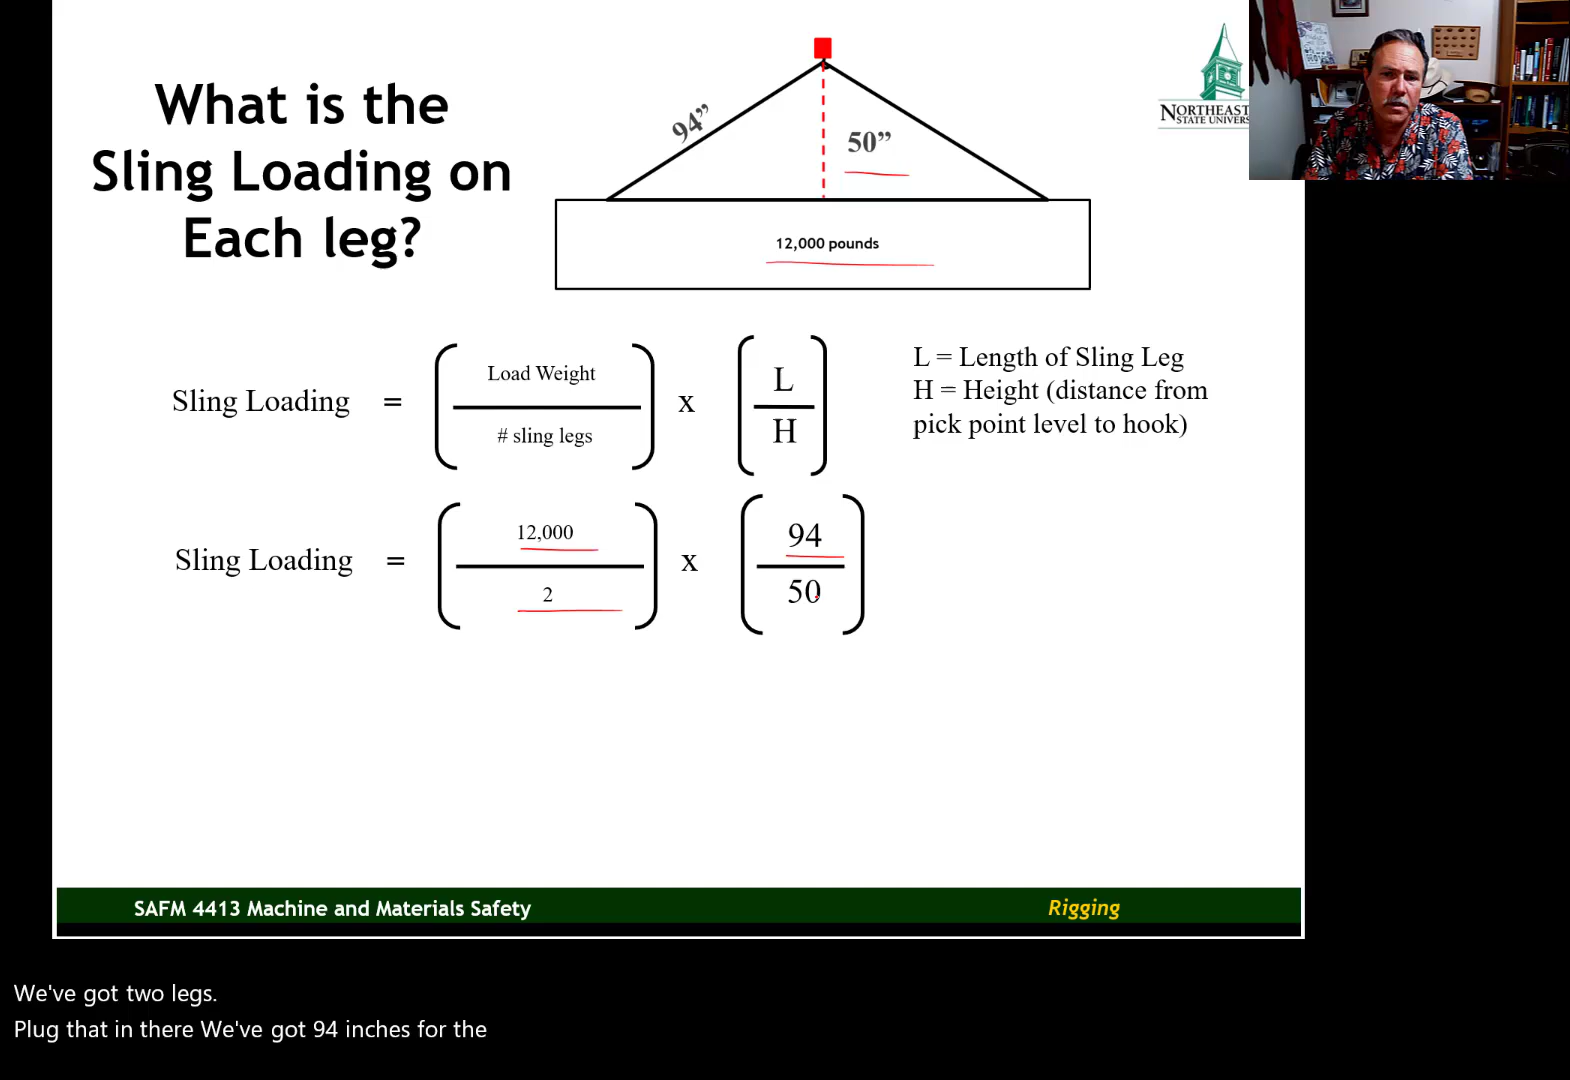 What is the
Sling Loading on
Each leg?
94”
50”
12,000 pounds
NORTHEAST
STATE UNIVERS
Sling Loading = Load Weight x L
# sling legs H
L = Length of Sling Leg
H = Height (distance from
pick point level to hook)
Sling Loading = 12,000 x 94
2 50
SAFM 4413 Machine and Materials Safety
Rigging
We've got two legs.
Plug that in there We've got 94 inches for the